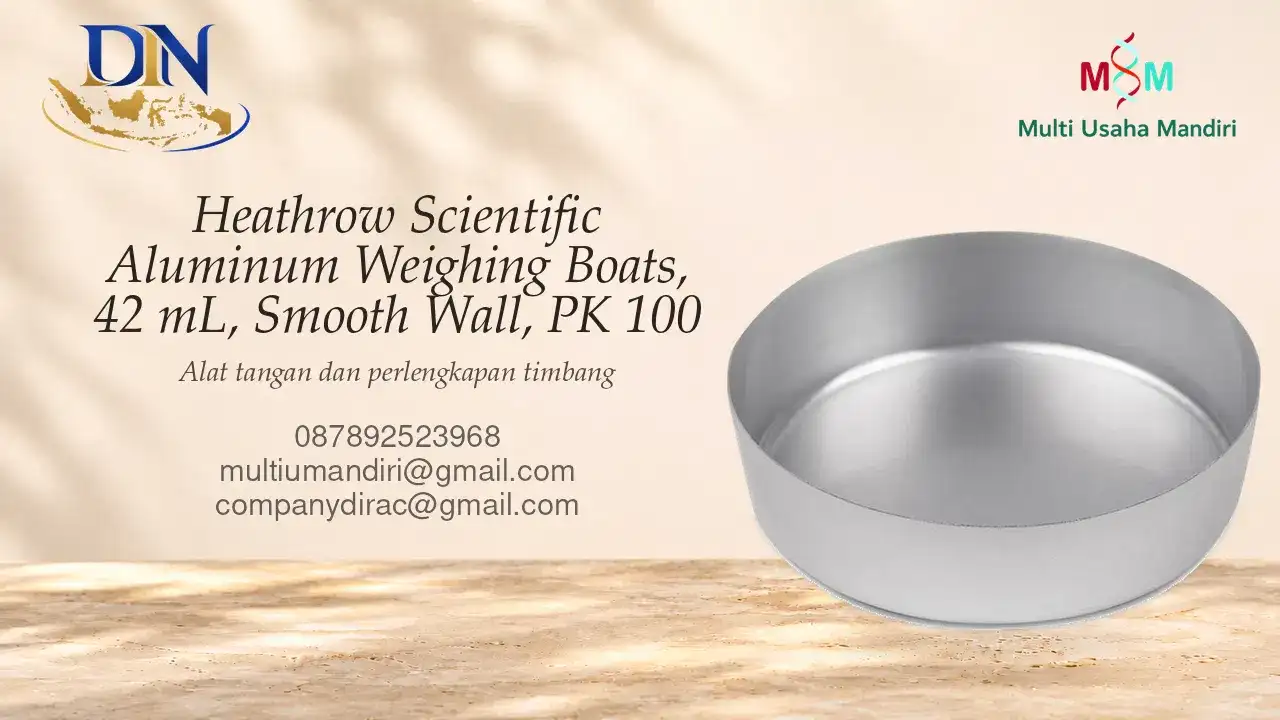 DIN
M M
Multi Usaha Mandiri
Heathrow Scientific
Aluminum Weighing Boats,
42 mL, Smooth Wall, PK 100
Alat tangan dan perlengkapan timbang
087892523968
multiumandiri@gmail.com
companydirac@gmail.com